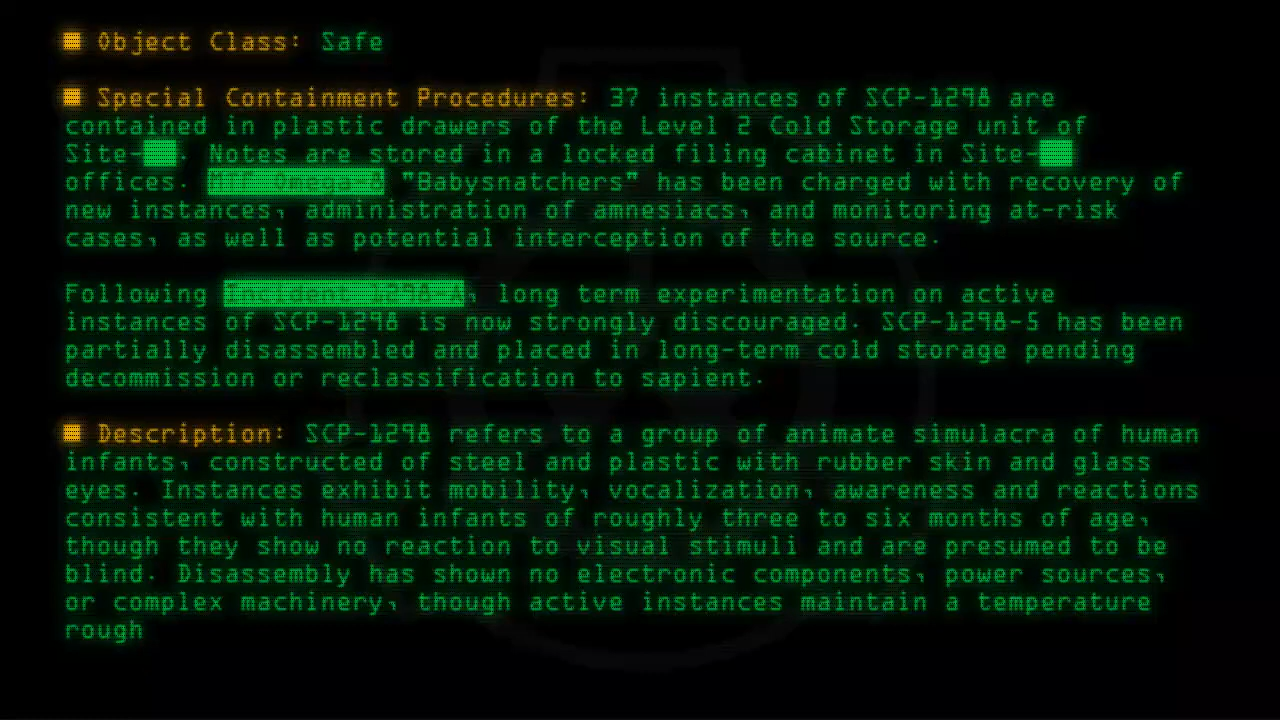 ■ Object Class: Safe
■ Special Containment Procedures: 37 instances of SCP-1298 are
contained in plastic drawers of the Level 2 Cold Storage unit of
Site-██. Notes are stored in a locked filing cabinet in Site-██
offices. MTF Omega-8 "Babysnatchers" has been charged with recovery of
new instances, administration of amnesiacs, and monitoring at-risk
cases, as well as potential interception of the source.
Following Incident 1298-A, long term experimentation on active
instances of SCP-1298 is now strongly discouraged. SCP-1298-5 has been
partially disassembled and placed in long-term cold storage pending
decommission or reclassification to sapient.
■ Description: SCP-1298 refers to a group of animate simulacra of human
infants, constructed of steel and plastic with rubber skin and glass
eyes. Instances exhibit mobility, vocalization, awareness and reactions
consistent with human infants of roughly three to six months of age,
though they show no reaction to visual stimuli and are presumed to be
blind. Disassembly has shown no electronic components, power sources,
or complex machinery, though active instances maintain a temperature
rough